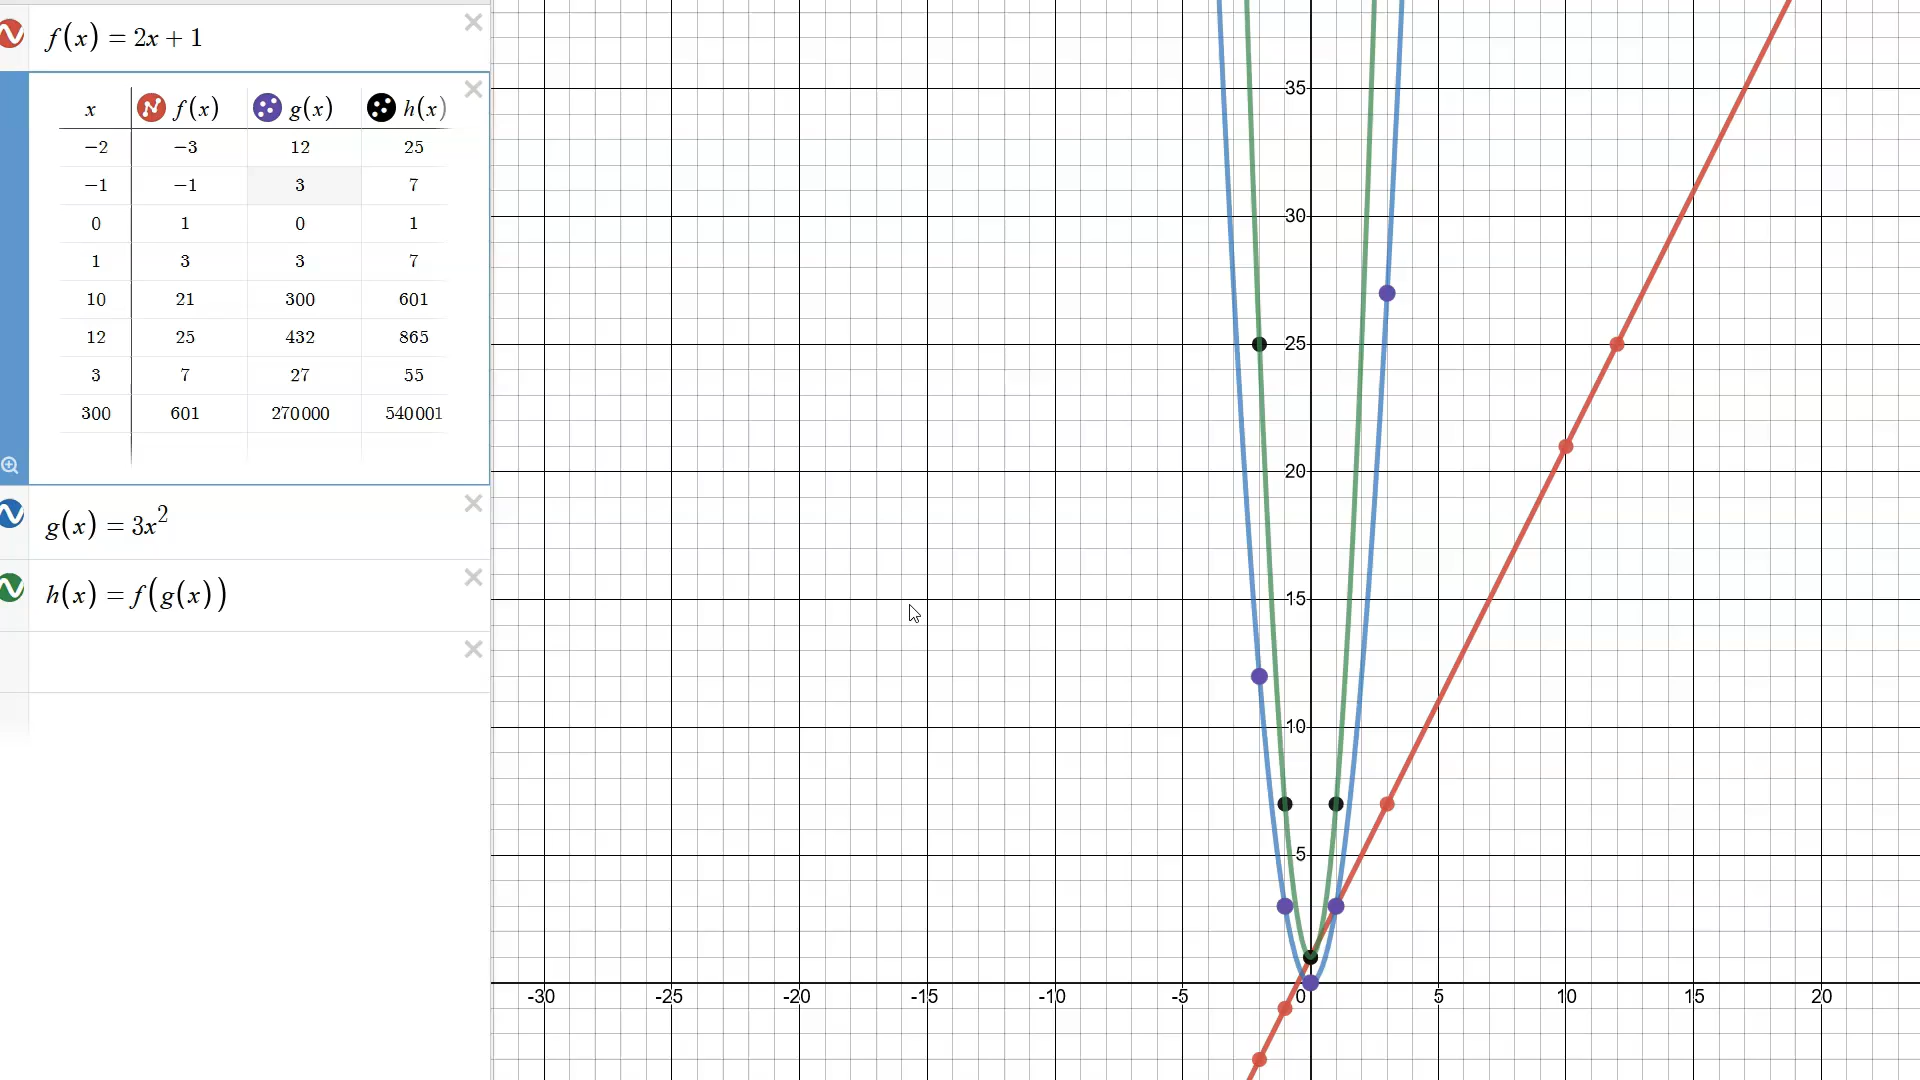 f(x) = 2x + 1
x f(x) g(x) h(x)
−2 −3 12 25
−1 −1 3 7
0 1 0 1
1 3 3 7
10 21 300 601
12 25 432 865
3 7 27 55
300 601 270000 540001
g(x) = 3x²
h(x) = f(g(x))
35
30
25
20
15
10
5
-30 -25 -20 -15 -10 -5 0 5 10 15 20